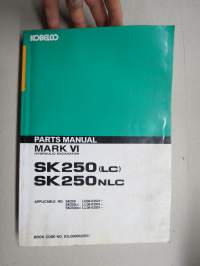 KOBELCO
PARTS MANUAL
MARK VI
HYDRAULIC EXCAVATOR
SK250(LC)
SK250NLC
APPLICABLE NO.
BOOK CODE NO.